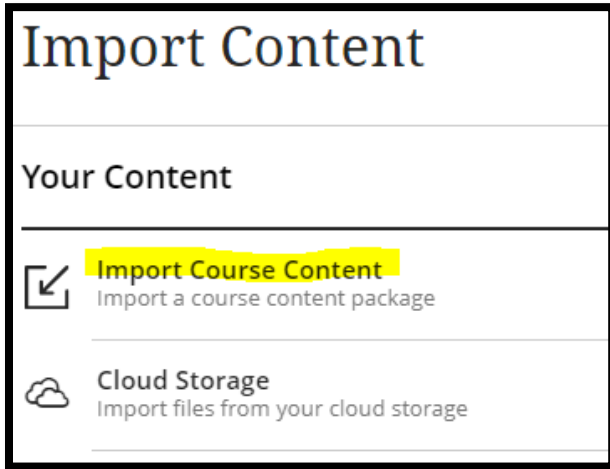 Import Content
Your Content
Import Course Content
Import a course content package
Cloud Storage
Import files from your cloud storage